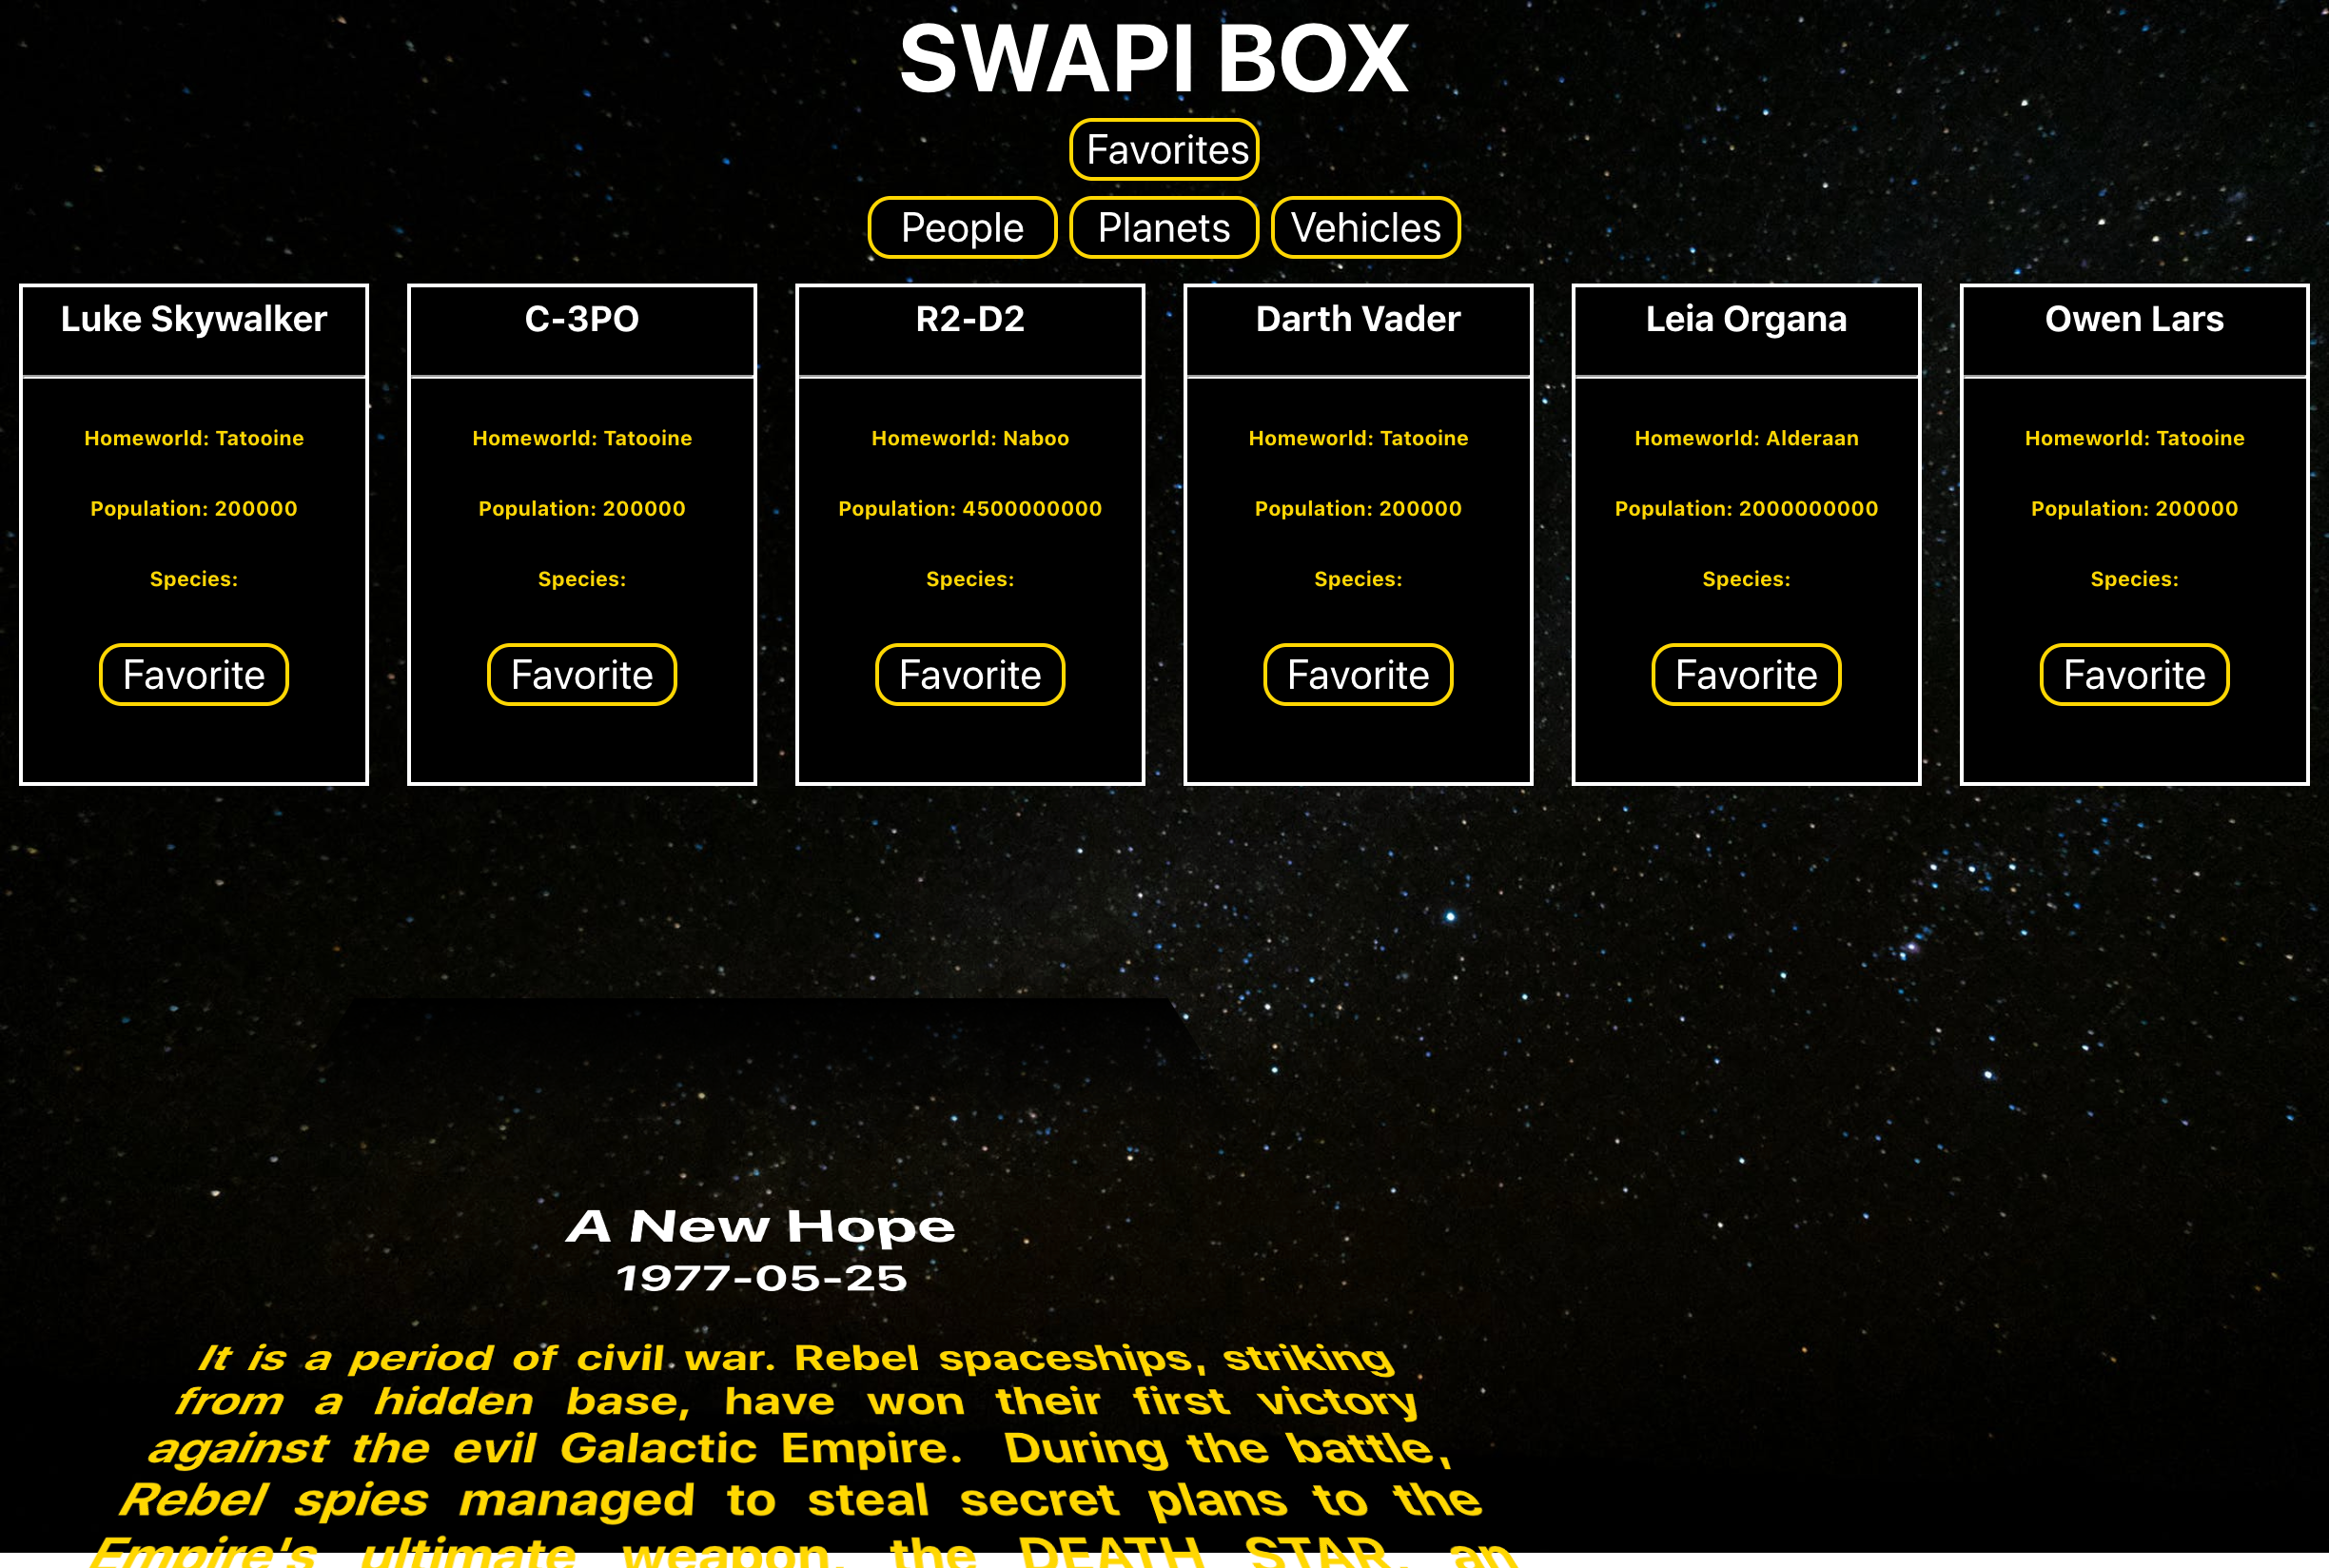 SWAPI BOX
Favorites
People
Planets
Vehicles
Luke Skywalker
Homeworld: Tatooine
Population: 200000
Species:
Favorite
C-3PO
Homeworld: Tatooine
Population: 200000
Species:
Favorite
R2-D2
Homeworld: Naboo
Population: 4500000000
Species:
Favorite
Darth Vader
Homeworld: Tatooine
Population: 200000
Species:
Favorite
Leia Organa
Homeworld: Alderaan
Population: 2000000000
Species:
Favorite
Owen Lars
Homeworld: Tatooine
Population: 200000
Species:
Favorite
A New Hope
1977-05-25
It is a period of civil war. Rebel spaceships, striking
from a hidden base, have won their first victory
against the evil Galactic Empire. During the battle,
Rebel spies managed to steal secret plans to the
Empire's ultimate weapon, the DEATH STAR, an